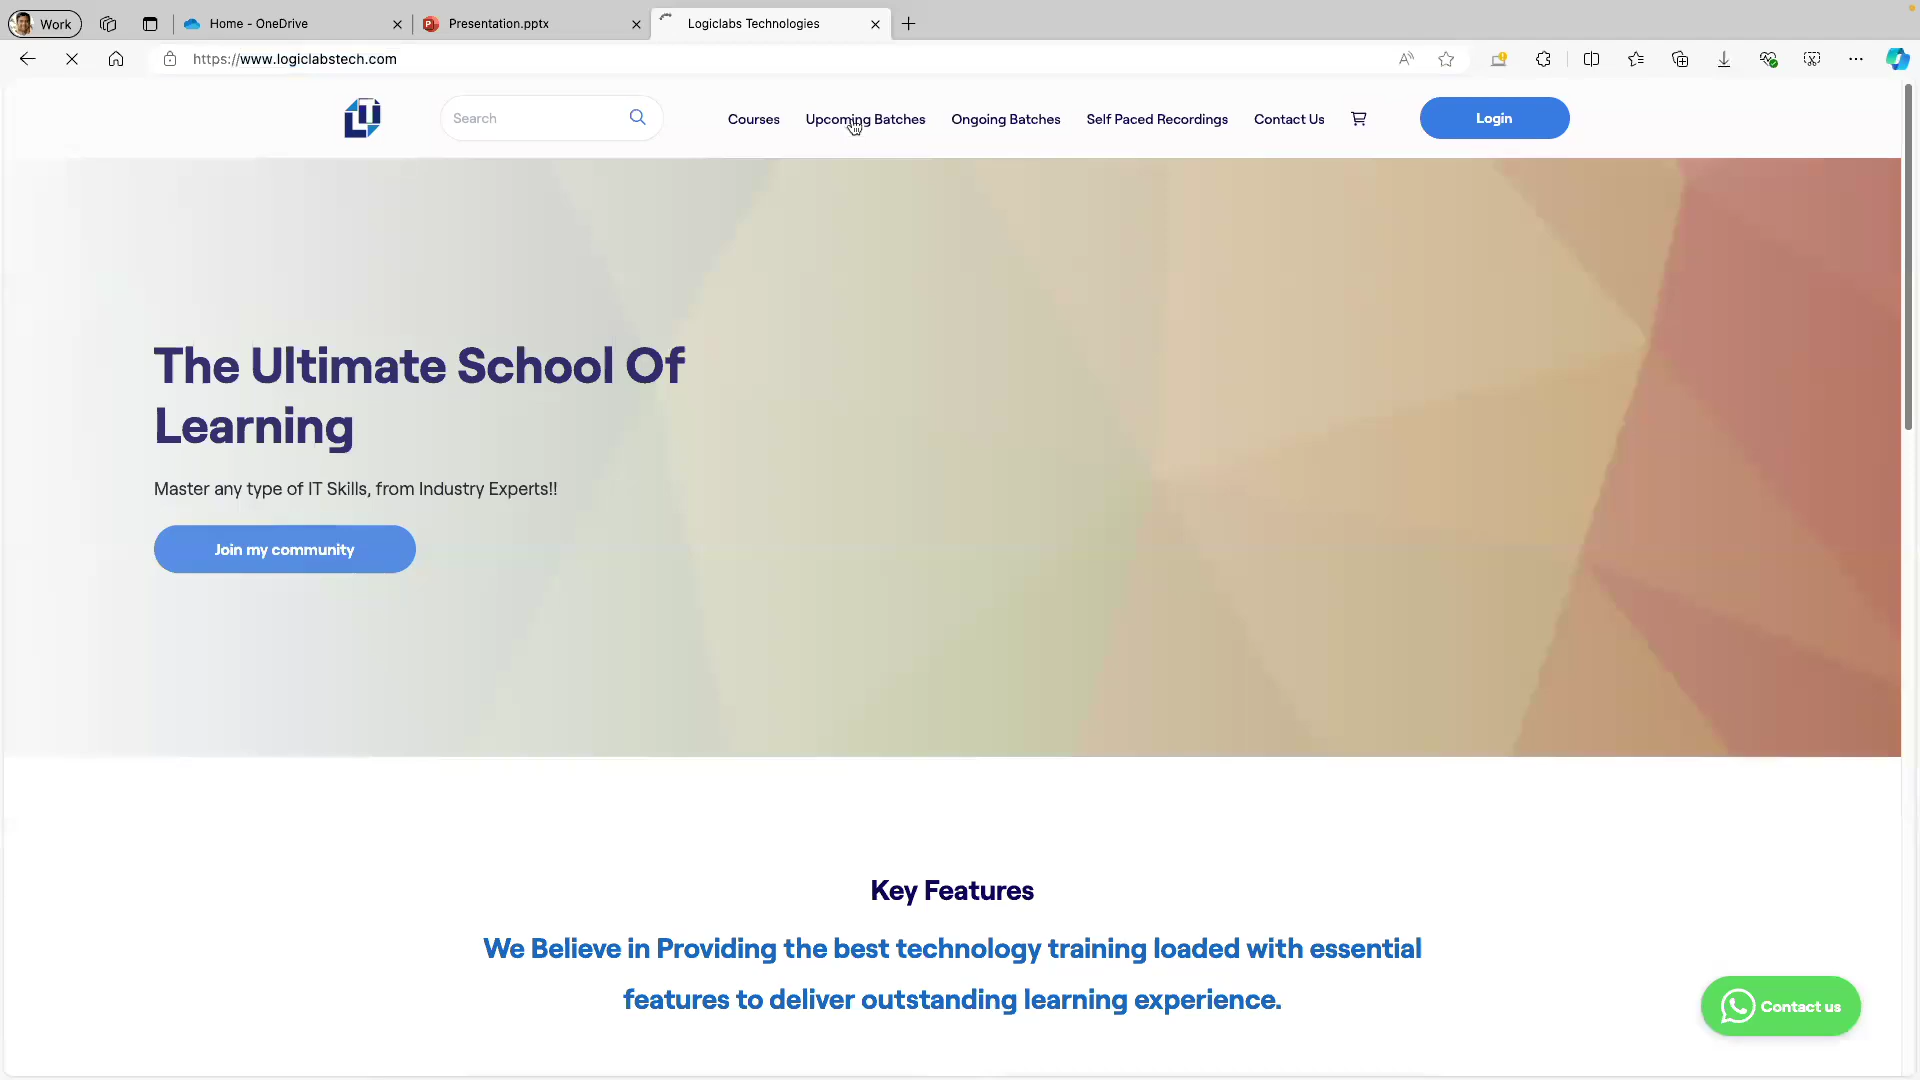 Work
Home - OneDrive
Presentation.pptx
Logiclabs Technologies
https://www.logiclabstech.com
Search
Courses
Upcoming Batches
Ongoing Batches
Self Paced Recordings
Contact Us
Login
The Ultimate School Of
Learning
Master any type of IT Skills, from Industry Experts!!
Join my community
Key Features
We Believe in Providing the best technology training loaded with essential
features to deliver outstanding learning experience.
Contact us